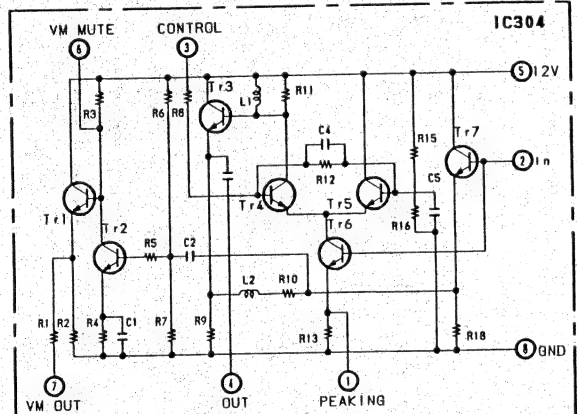 VM MUTE
CONTROL
IC304
6
3
5 12V
Tr3
R3
R6
R8
L1
R11
C4
R12
R15
Tr7
2 In
Tr1
Tr4
Tr5
C5
R16
Tr2
Tr6
R5
C2
L2
R10
R1
R2
R4
C1
R7
R9
R13
R18
8 GND
7
4
1
VM OUT
OUT
PEAKING